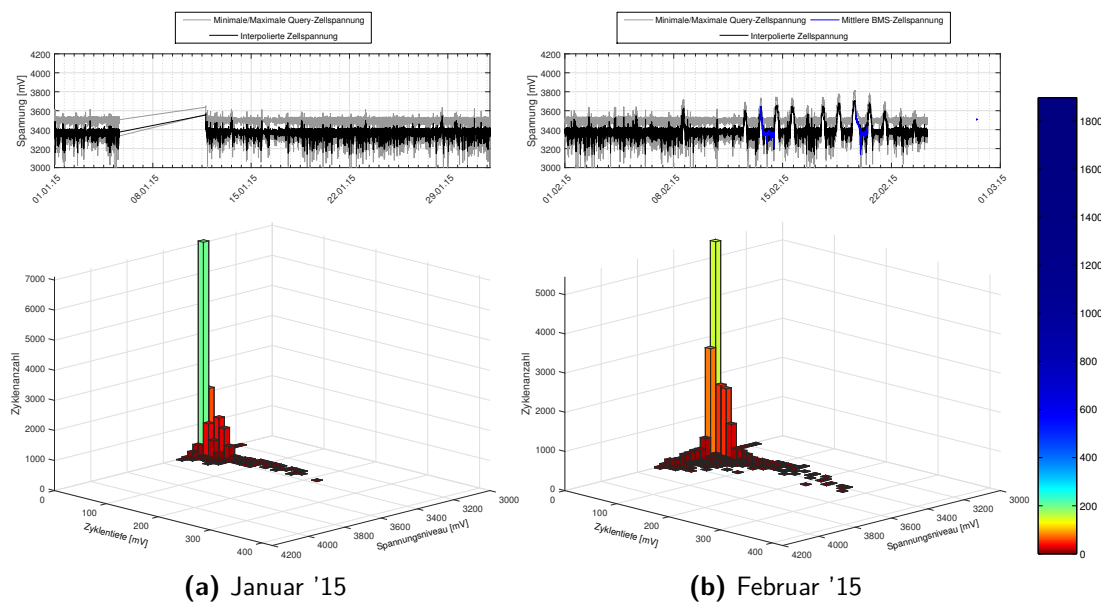 Minimale/Maximale Query-Zellspannung
Interpolierte Zellspannung
Minimale/Maximale Query-Zellspannung Mittlere BMS-Zellspannung
Interpolierte Zellspannung
Spannung [mV]
4200
4000
3800
3600
3400
3200
3000
01.01.15 08.01.15 15.01.15 22.01.15 29.01.15
Spannung [mV]
4200
4000
3800
3600
3400
3200
3000
01.02.15 08.02.15 15.02.15 22.02.15 01.03.15
Zyklenanzahl
7000
6000
5000
4000
3000
2000
1000
0
0 100 200 300 400
Zyklentiefe [mV]
4200 4000 3800 3600 3400 3200 3000
Spannungsniveau [mV]
Zyklenanzahl
5000
4000
3000
2000
1000
0
0 100 200 300 400
Zyklentiefe [mV]
4200 4000 3800 3600 3400 3200 3000
Spannungsniveau [mV]
1800
1600
1400
1200
1000
800
600
400
200
0
(a) Januar '15
(b) Februar '15